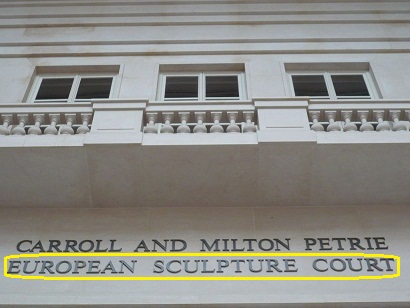 CARROLL AND MILTON PETRIE
EUROPEAN SCULPTURE COURT